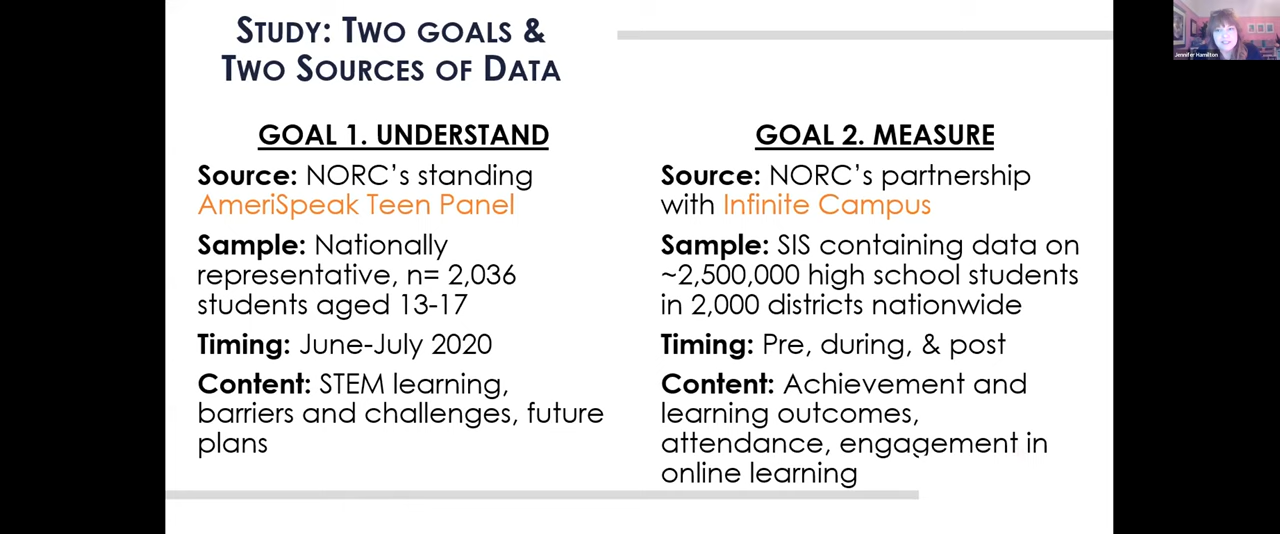 STUDY: TWO GOALS &
TWO SOURCES OF DATA
GOAL 1. UNDERSTAND
Source: NORC's standing
AmeriSpeak Teen Panel
Sample: Nationally
representative, n= 2,036
students aged 13-17
Timing: June-July 2020
Content: STEM learning,
barriers and challenges, future
plans
GOAL 2. MEASURE
Source: NORC's partnership
with Infinite Campus
Sample: SIS containing data on
~2,500,000 high school students
in 2,000 districts nationwide
Timing: Pre, during, & post
Content: Achievement and
learning outcomes,
attendance, engagement in
online learning
Jennifer Hamilton